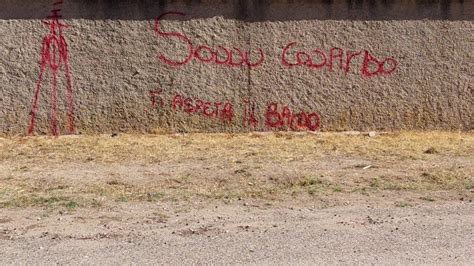 Soddu CODARDO
Ti ASPETTA iL